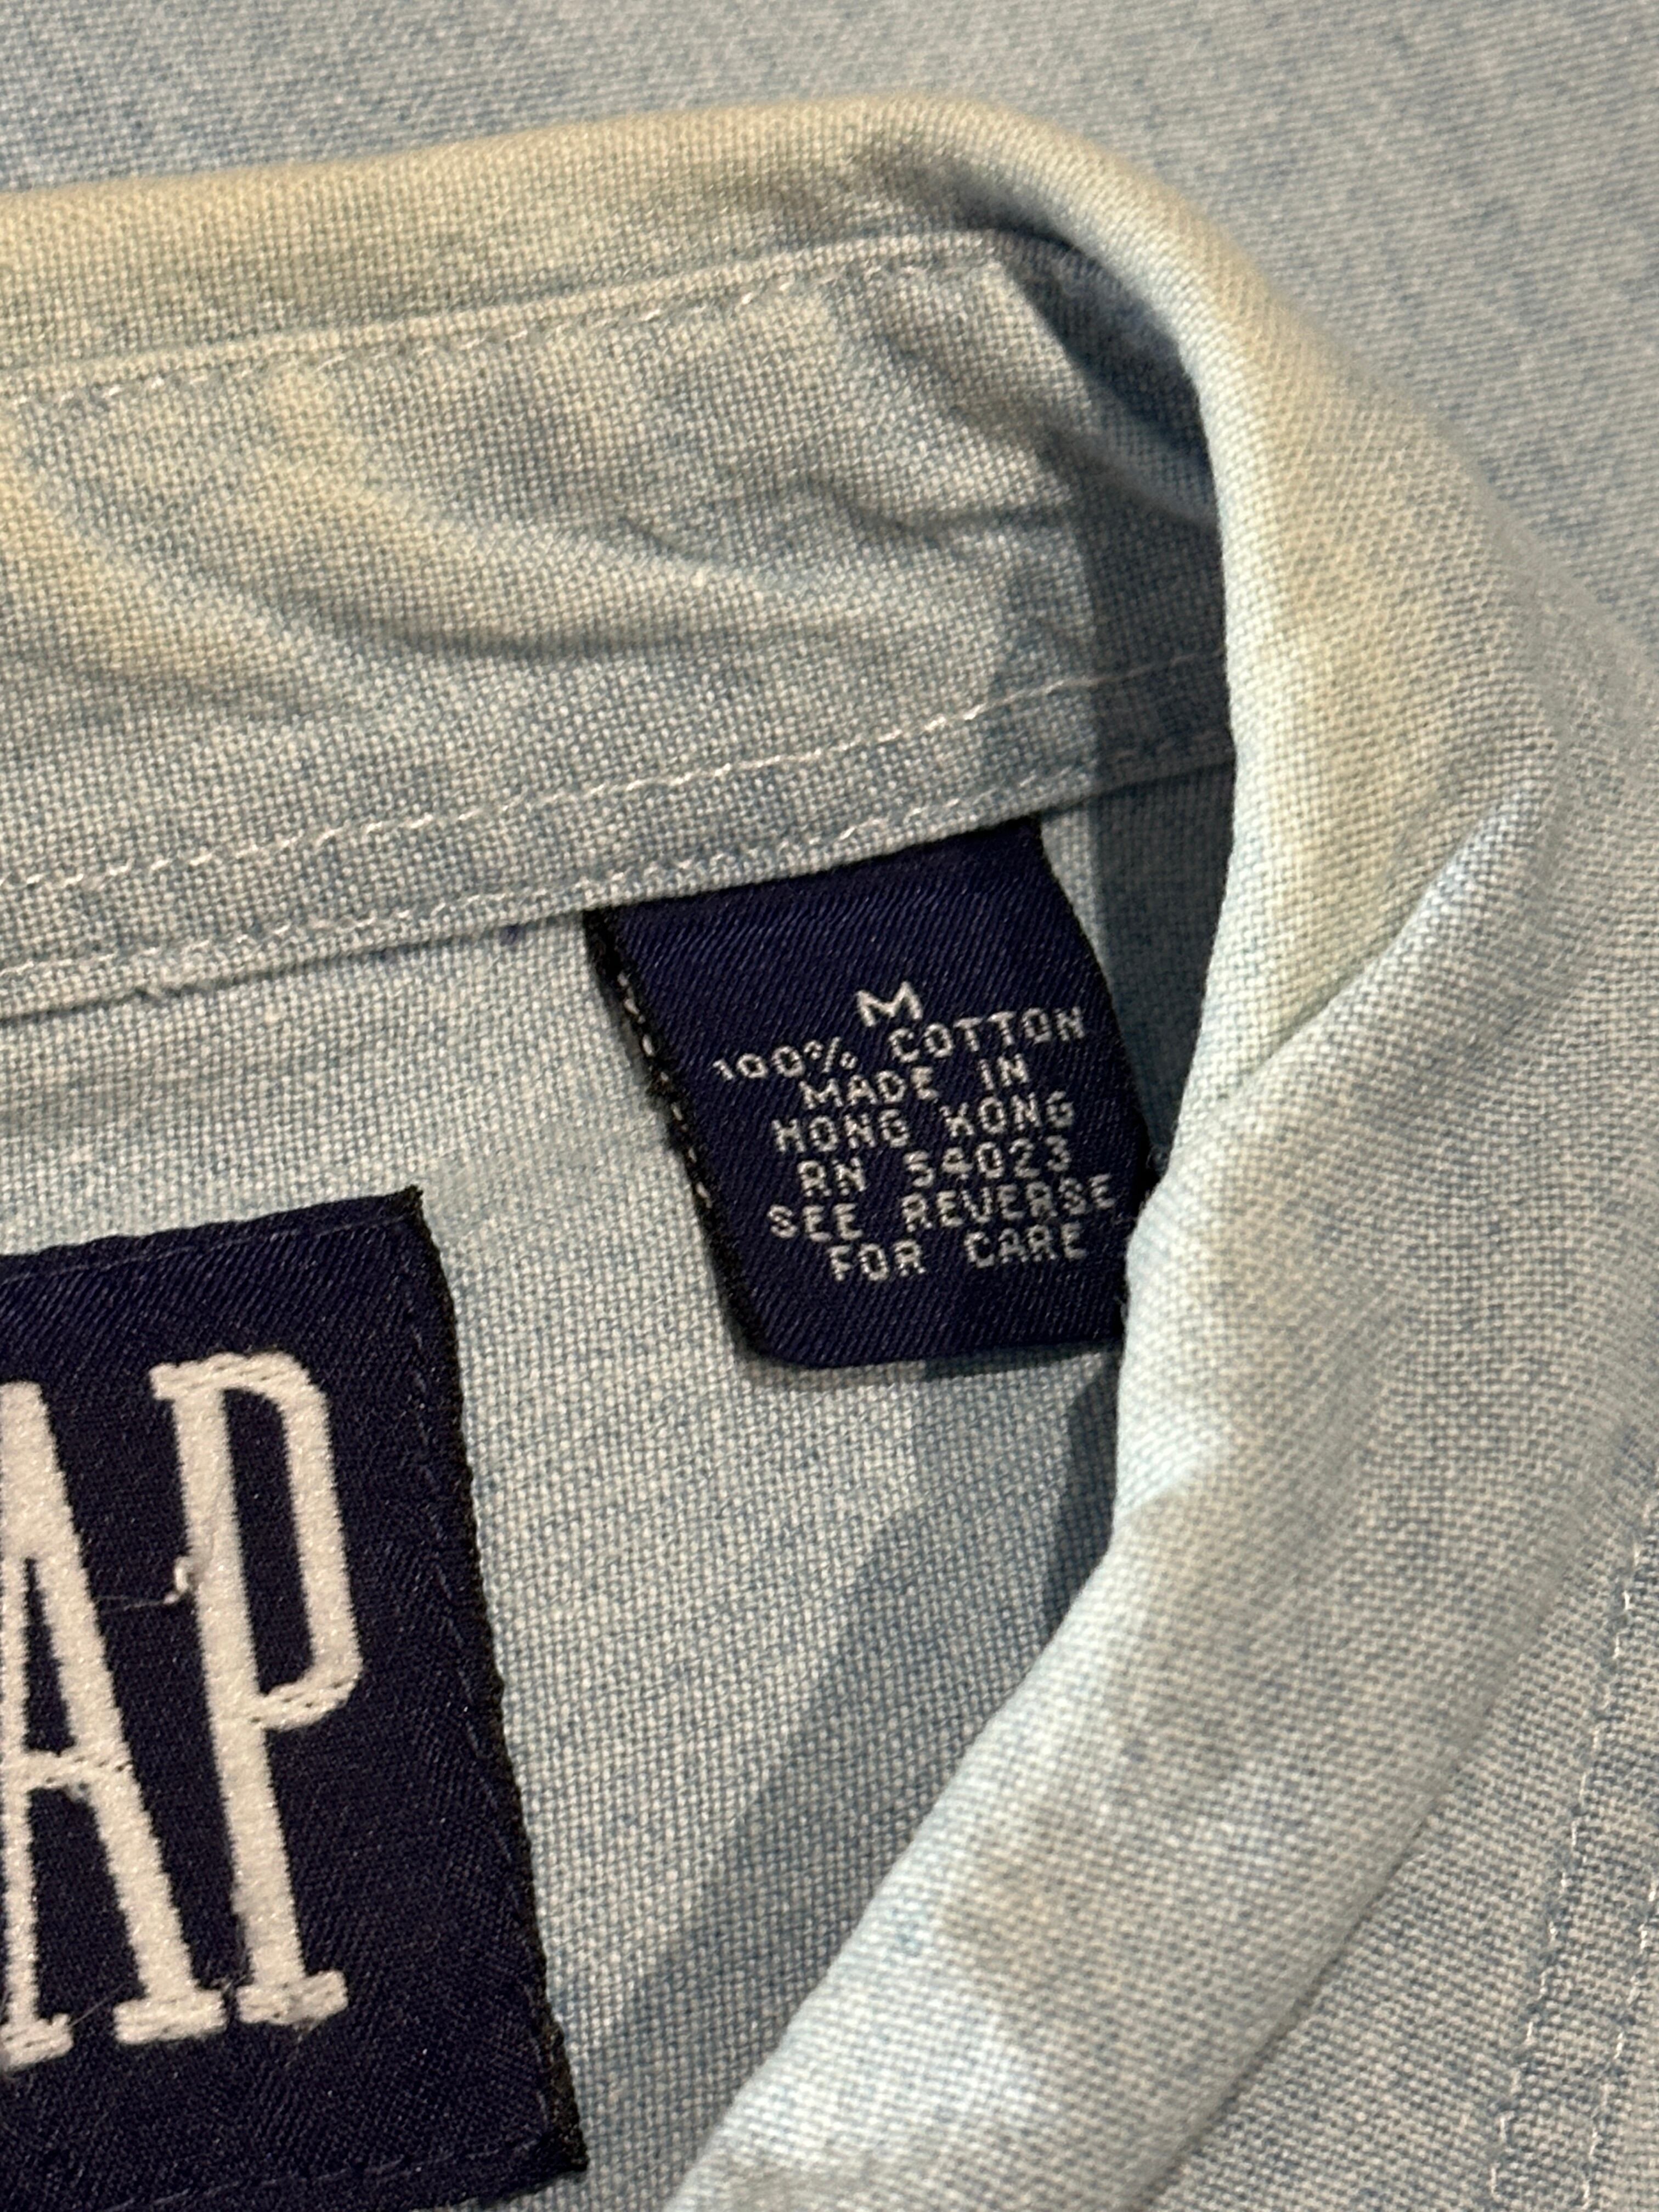 M
100% COTTON
MADE IN
HONG KONG
RN 54023
SEE REVERSE
FOR CARE
AP